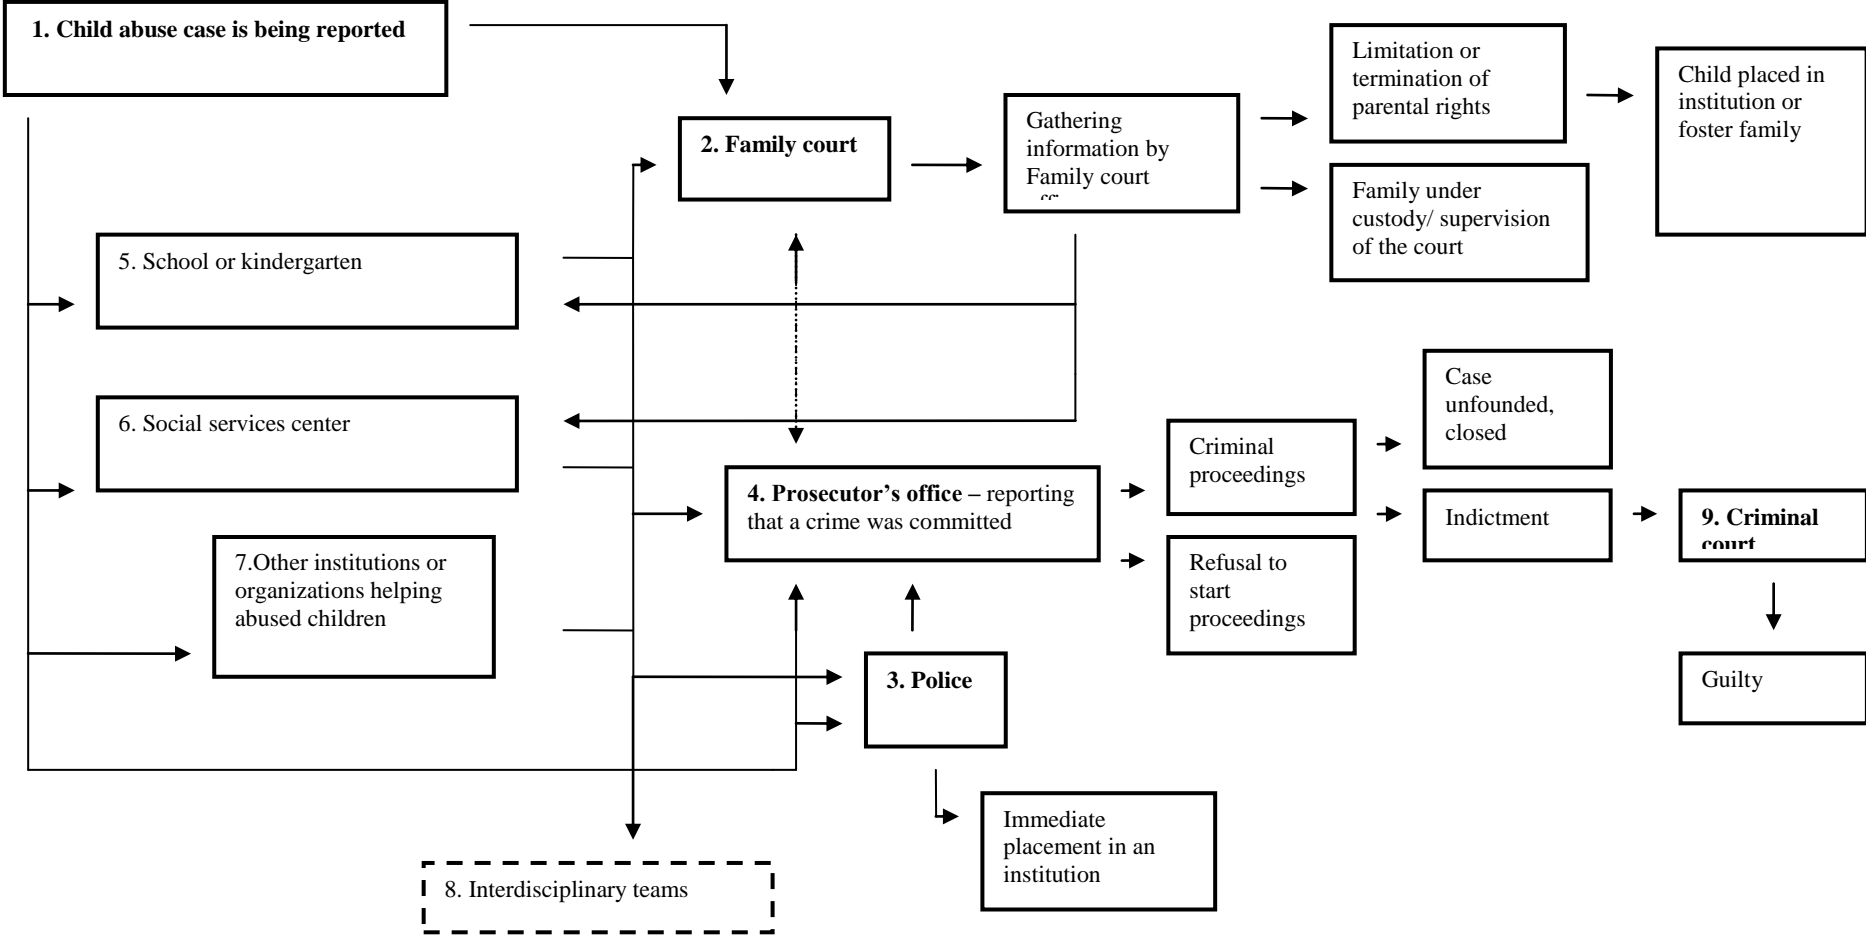 1. Child abuse case is being reported
Limitation or
termination of
parental rights
Child placed in
institution or
foster family
Gathering
information by
Family court
2. Family court
Family under
custody/ supervision
of the court
5. School or kindergarten
6. Social services center
Case
unfounded,
closed
Criminal
proceedings
4. Prosecutor’s office – reporting
that a crime was committed
Indictment
9. Criminal
court
7.Other institutions or
organizations helping
abused children
Refusal to
start
proceedings
3. Police
Guilty
Immediate
placement in an
institution
8. Interdisciplinary teams